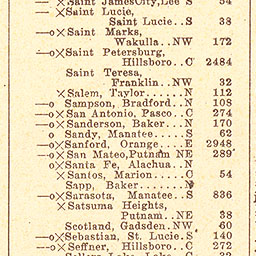 — ×Saint JamesCity,Lee S 54
— ×Saint Lucie,
Saint Lucie..S 38
—o×Saint Marks,
Wakulla..NW 172
—o×Saint Petersburg,
Hillsboro..C 2484
Saint Teresa,
Franklin..NW 32
×Salem, Taylor.....N 112
—o Sampson, Bradford..N 108
—o×San Antonio, Pasco..C 274
—o×Sanderson, Baker...N 170
o Sandy, Manatee.....S 62
—o×Sanford, Orange....E 2948
—o×San Mateo,Putnam NE 289
o×Santa Fe, Alachua..N
×Santos, Marion.....C 54
Sapp, Baker........N
—o×Sarasota, Manatee..S 836
×Satsuma Heights,
Putnam..NE 38
Scotland, Gadsden.NW 60
—o×Sebastian, St. Lucie.S 140
—o×Seffner, Hillsboro..C 272